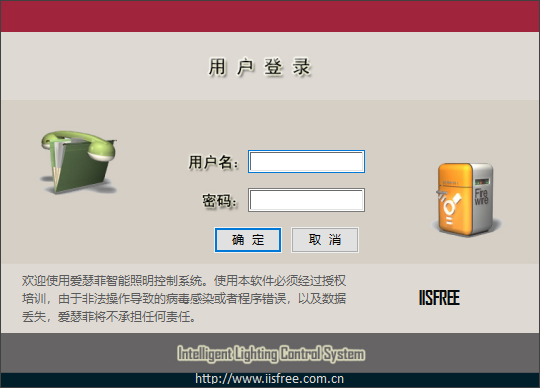 用户登录
用户名：
密码：
Fire
wire
确 定
取 消
欢迎使用爱瑟菲智能照明控制系统。使用本软件必须经过授权
培训，由于非法操作导致的病毒感染或者程序错误，以及数据
丢失，爱瑟菲将不承担任何责任。
IISFREE
Intelligent Lighting Control System
http://www.iisfree.com.cn